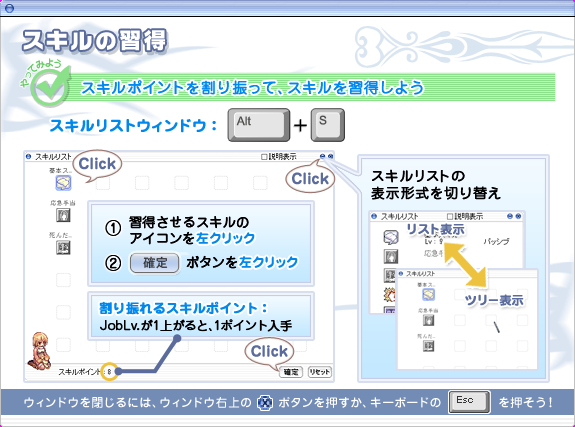 スキルの習得
やってみよう
スキルポイントを割り振って、スキルを習得しよう
スキルリストウィンドウ： Alt + S
スキルリスト
説明表示
Click
Click
基本ス..
応急手当
死んだ..
① 習得させるスキルの
アイコンを左クリック
② 確定 ボタンを左クリック
割り振れるスキルポイント：
JobLv.が1上がると、1ポイント入手
Click
スキルポイント : 8
確定
リセット
スキルリストの
表示形式を切り替え
スキルリスト
説明表示
リスト表示
Lv :
パッシブ
応急手当
スキルリスト
基本ス..
応急手当
死んだ..
ツリー表示
ウィンドウを閉じるには、ウィンドウ右上の ボタンを押すか、キーボードの Esc を押そう!